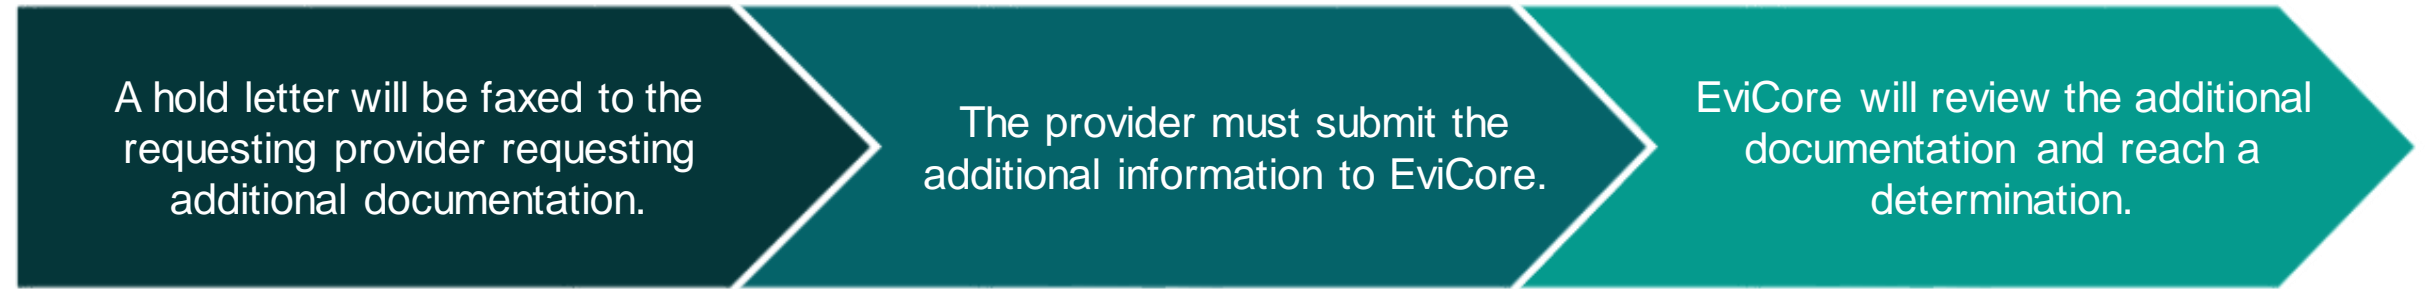 A hold letter will be faxed to the
requesting provider requesting
additional documentation.
The provider must submit the
additional information to EviCore.
EviCore will review the additional
documentation and reach a
determination.